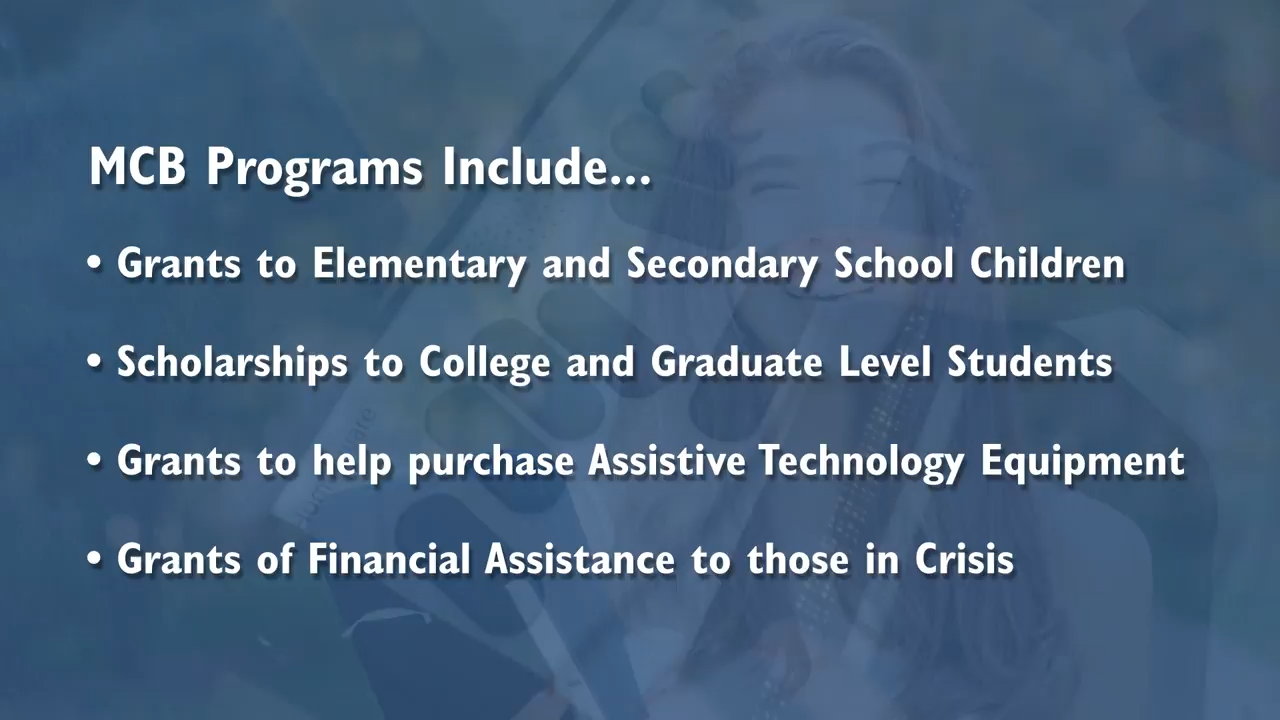 MCB Programs Include...
• Grants to Elementary and Secondary School Children
• Scholarships to College and Graduate Level Students
• Grants to help purchase Assistive Technology Equipment
• Grants of Financial Assistance to those in Crisis